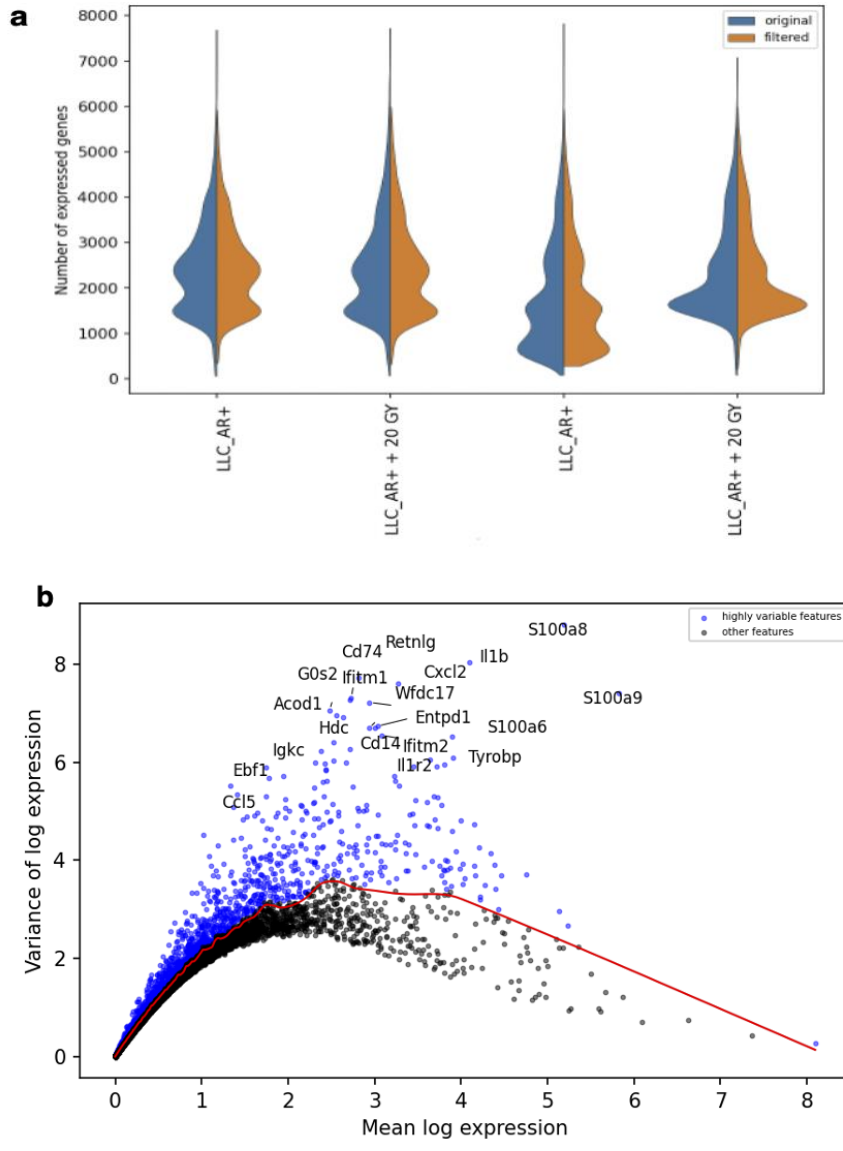 a
original
filtered
Number of expressed genes
8000
7000
6000
5000
4000
3000
2000
1000
0
LLC_AR+
LLC_AR+ + 20 GY
LLC_AR+
LLC_AR+ + 20 GY
b
highly variable features
other features
S100a8
Retnlg
Cd74
Il1b
Cxcl2
G0s2
Ifitm1
Wfdc17
S100a9
Acod1
Entpd1
Hdc
S100a6
Cd14
Ifitm2
Igkc
Tyrobp
Il1r2
Ebf1
Ccl5
Variance of log expression
8
6
4
2
0
0 1 2 3 4 5 6 7 8
Mean log expression